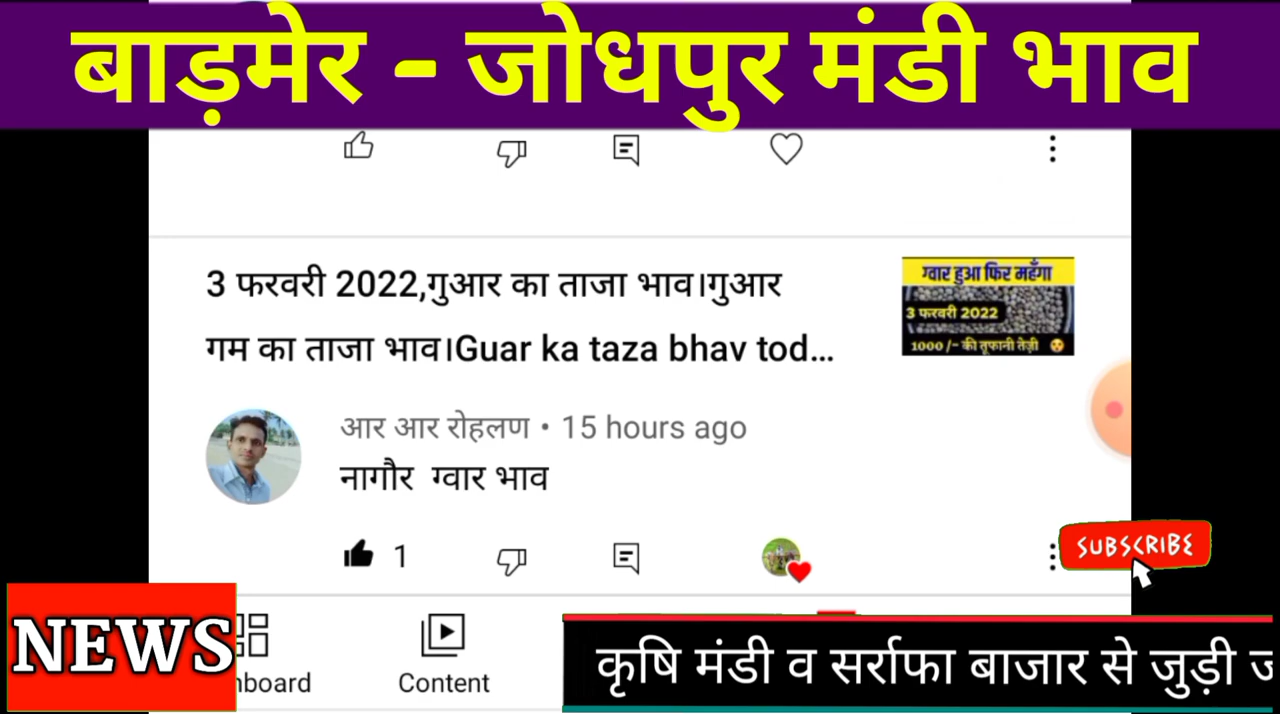 बाड़मेर - जोधपुर मंडी भाव
3 फरवरी 2022,गुआर का ताजा भाव।गुआर
गम का ताजा भाव।Guar ka taza bhav tod...
ग्वार हुआ फिर महँगा
3 फरवरी 2022
1000/- की तूफानी तेज़ी
आर आर रोहलण • 15 hours ago
नागौर ग्वार भाव
1
SUBSCRIBE
NEWS
Content
कृषि मंडी व सर्राफा बाजार से जुड़ी